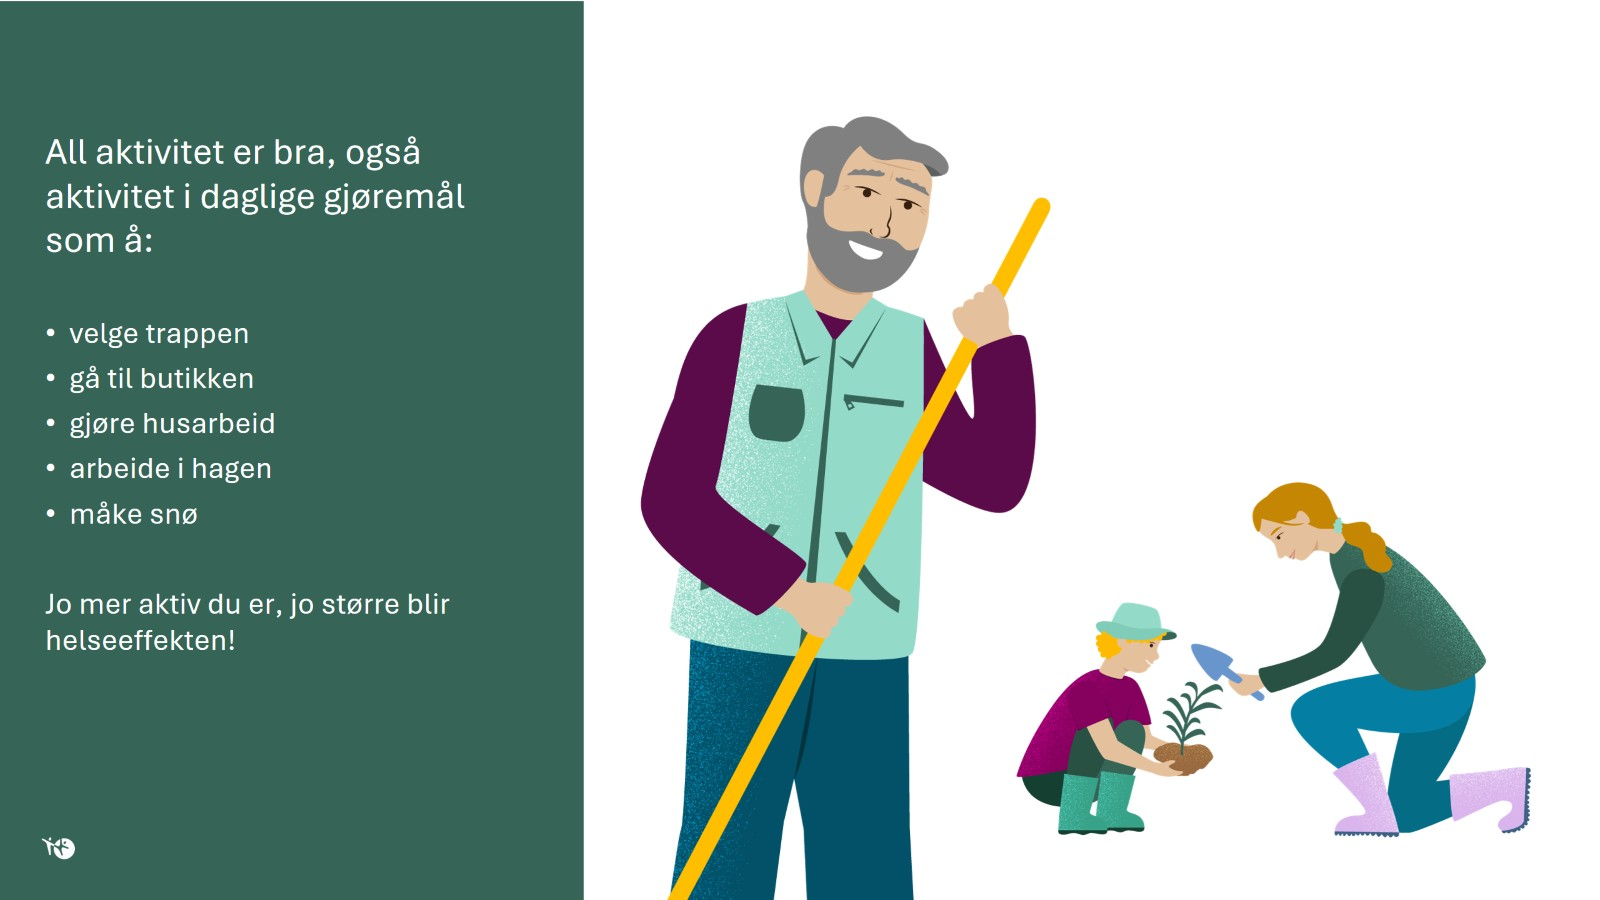 All aktivitet er bra, også
aktivitet i daglige gjøremål
som å:
• velge trappen
• gå til butikken
• gjøre husarbeid
• arbeide i hagen
• måke snø
Jo mer aktiv du er, jo større blir
helseeffekten!